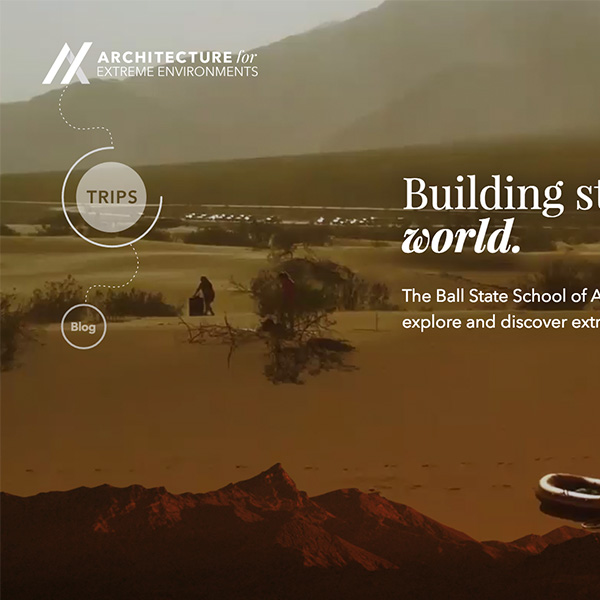 ARCHITECTURE for
EXTREME ENVIRONMENTS
TRIPS
Blog
Building st
world.
The Ball State School of A
explore and discover extr